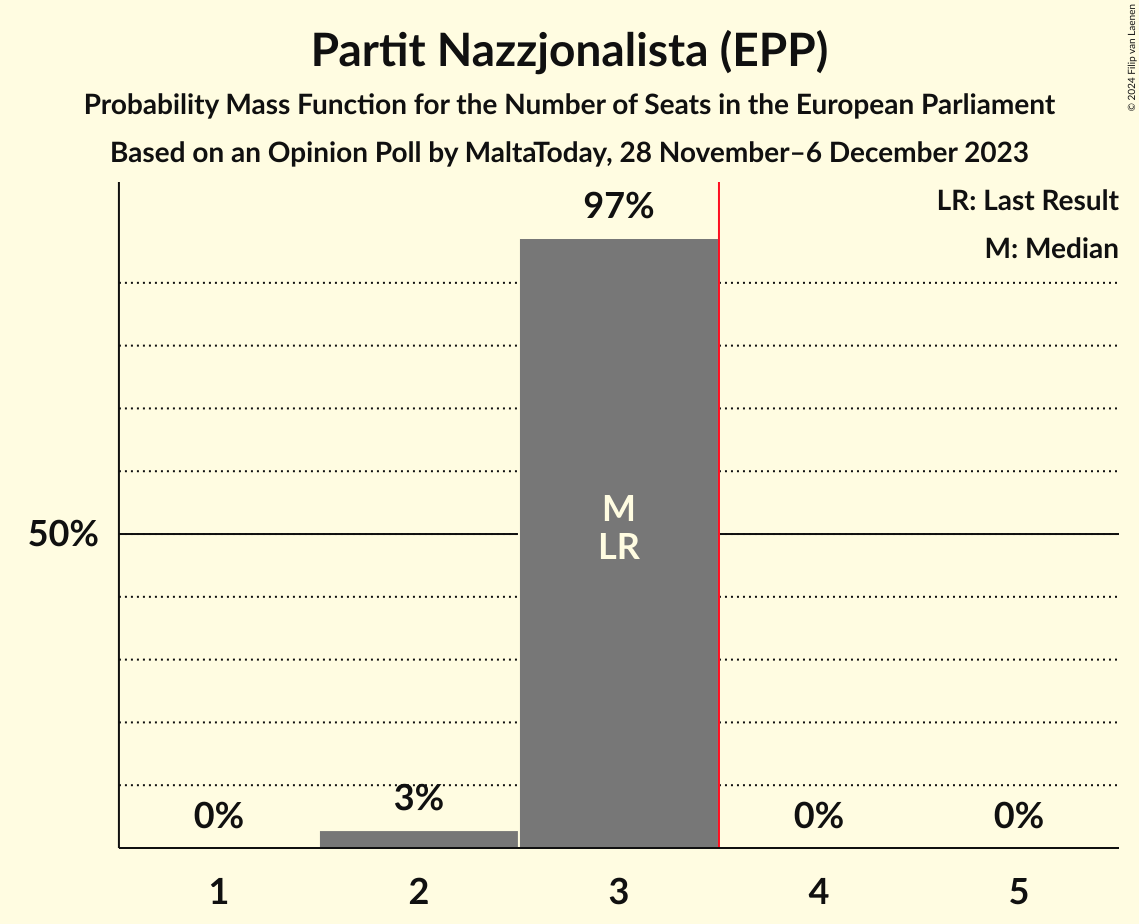 Partit Nazzjonalista (EPP)
Probability Mass Function for the Number of Seats in the European Parliament
Based on an Opinion Poll by MaltaToday, 28 November–6 December 2023
© 2024 Filip van Laenen
LR: Last Result
M: Median
97%
50%
M
LR
0%
3%
0%
0%
1
2
3
4
5